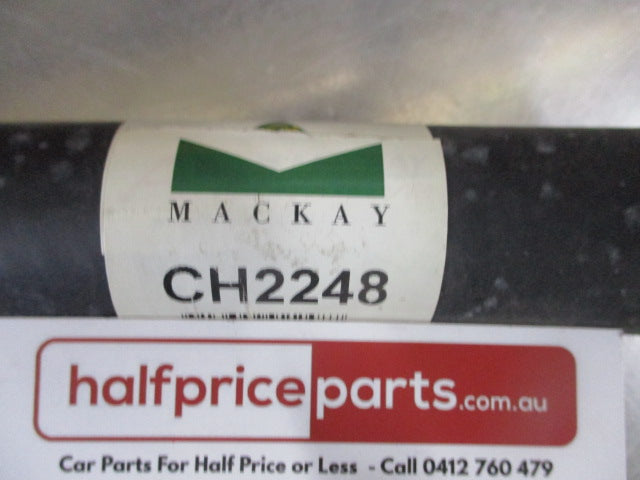 MACKAY
CH2248
halfpriceparts.com.au
Car Parts For Half Price or Less - Call 0412 760 479